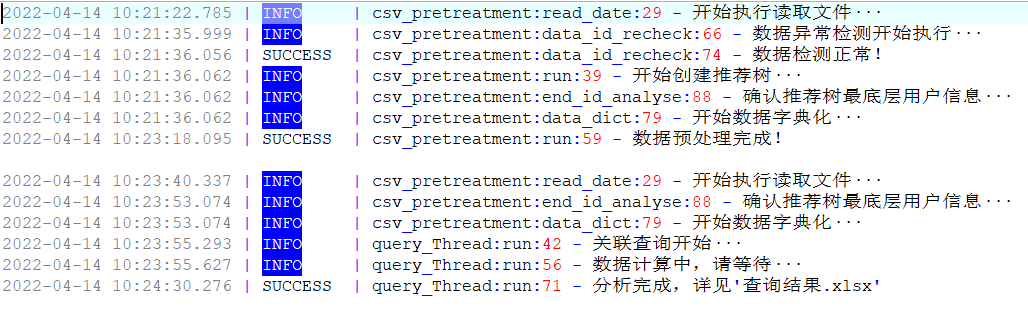 2022-04-14 10:21:22.785 | INFO     | csv_pretreatment:read_date:29 - 开始执行读取文件···
2022-04-14 10:21:35.999 | INFO     | csv_pretreatment:data_id_recheck:66 - 数据异常检测开始执行···
2022-04-14 10:21:36.056 | SUCCESS  | csv_pretreatment:data_id_recheck:74 - 数据检测正常！
2022-04-14 10:21:36.062 | INFO     | csv_pretreatment:run:39 - 开始创建推荐树···
2022-04-14 10:21:36.062 | INFO     | csv_pretreatment:end_id_analyse:88 - 确认推荐树最底层用户信息···
2022-04-14 10:21:36.062 | INFO     | csv_pretreatment:data_dict:79 - 开始数据字典化···
2022-04-14 10:23:18.095 | SUCCESS  | csv_pretreatment:run:59 - 数据预处理完成！
2022-04-14 10:23:40.337 | INFO     | csv_pretreatment:read_date:29 - 开始执行读取文件···
2022-04-14 10:23:53.074 | INFO     | csv_pretreatment:end_id_analyse:88 - 确认推荐树最底层用户信息···
2022-04-14 10:23:53.074 | INFO     | csv_pretreatment:data_dict:79 - 开始数据字典化···
2022-04-14 10:23:55.293 | INFO     | query_Thread:run:42 - 关联查询开始···
2022-04-14 10:23:55.627 | INFO     | query_Thread:run:56 - 数据计算中，请等待···
2022-04-14 10:24:30.276 | SUCCESS  | query_Thread:run:71 - 分析完成，详见'查询结果.xlsx'